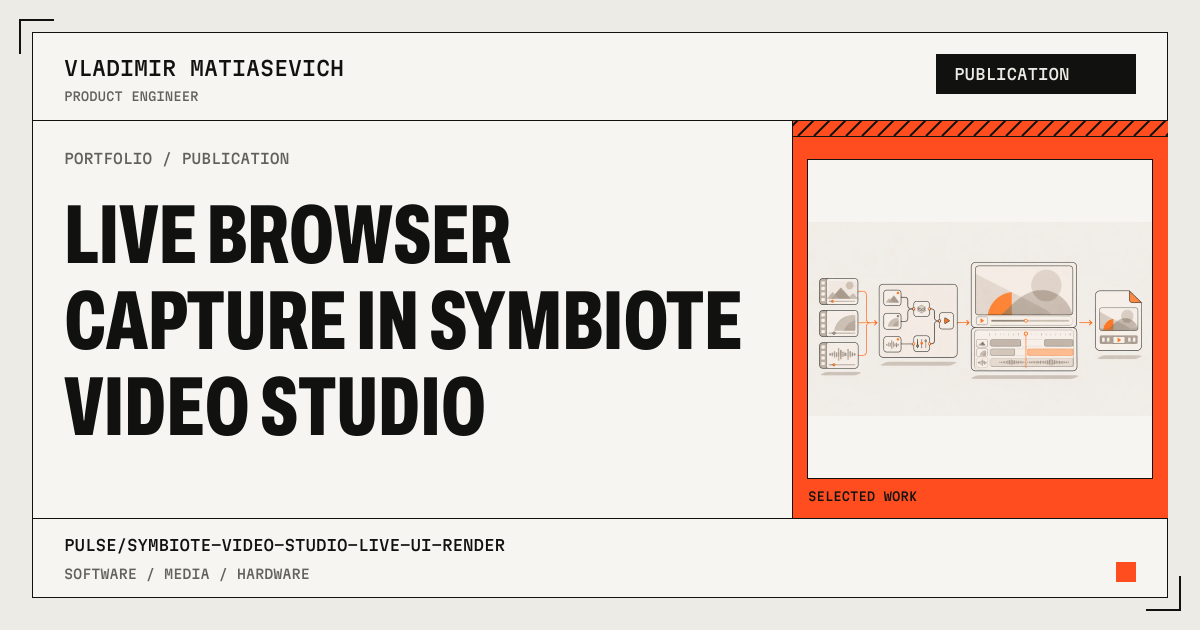 VLADIMIR MATIASEVICH
PRODUCT ENGINEER
PUBLICATION
PORTFOLIO / PUBLICATION
LIVE BROWSER
CAPTURE IN SYMBIOTE
VIDEO STUDIO
SELECTED WORK
PULSE/SYMBIOTE-VIDEO-STUDIO-LIVE-UI-RENDER
SOFTWARE / MEDIA / HARDWARE